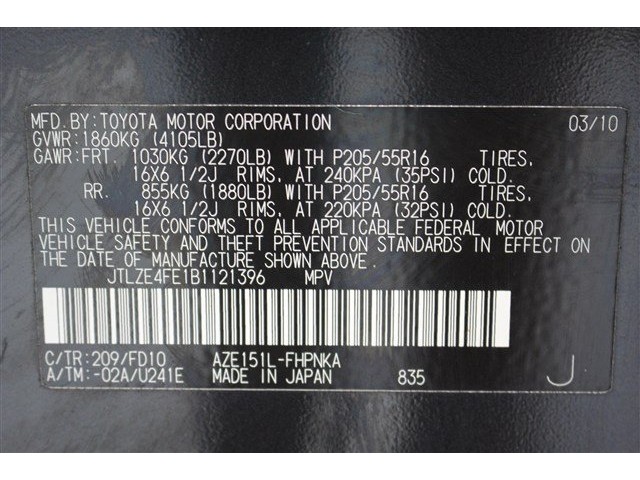 MFD.BY:TOYOTA MOTOR CORPORATION 03/10
GVWR:1860KG (4105LB)
GAWR:FRT. 1030KG (2270LB) WITH P205/55R16 TIRES,
16X6 1/2J RIMS, AT 240KPA (35PSI) COLD.
RR. 855KG (1880LB) WITH P205/55R16 TIRES,
16X6 1/2J RIMS, AT 220KPA (32PSI) COLD.
THIS VEHICLE CONFORMS TO ALL APPLICABLE FEDERAL MOTOR
VEHICLE SAFETY AND THEFT PREVENTION STANDARDS IN EFFECT ON
THE DATE OF MANUFACTURE SHOWN ABOVE.
JTLZE4FE1B1121396 MPV
C/TR:209/FD10 AZE151L-FHPNKA
A/TM:-02A/U241E MADE IN JAPAN 835 J